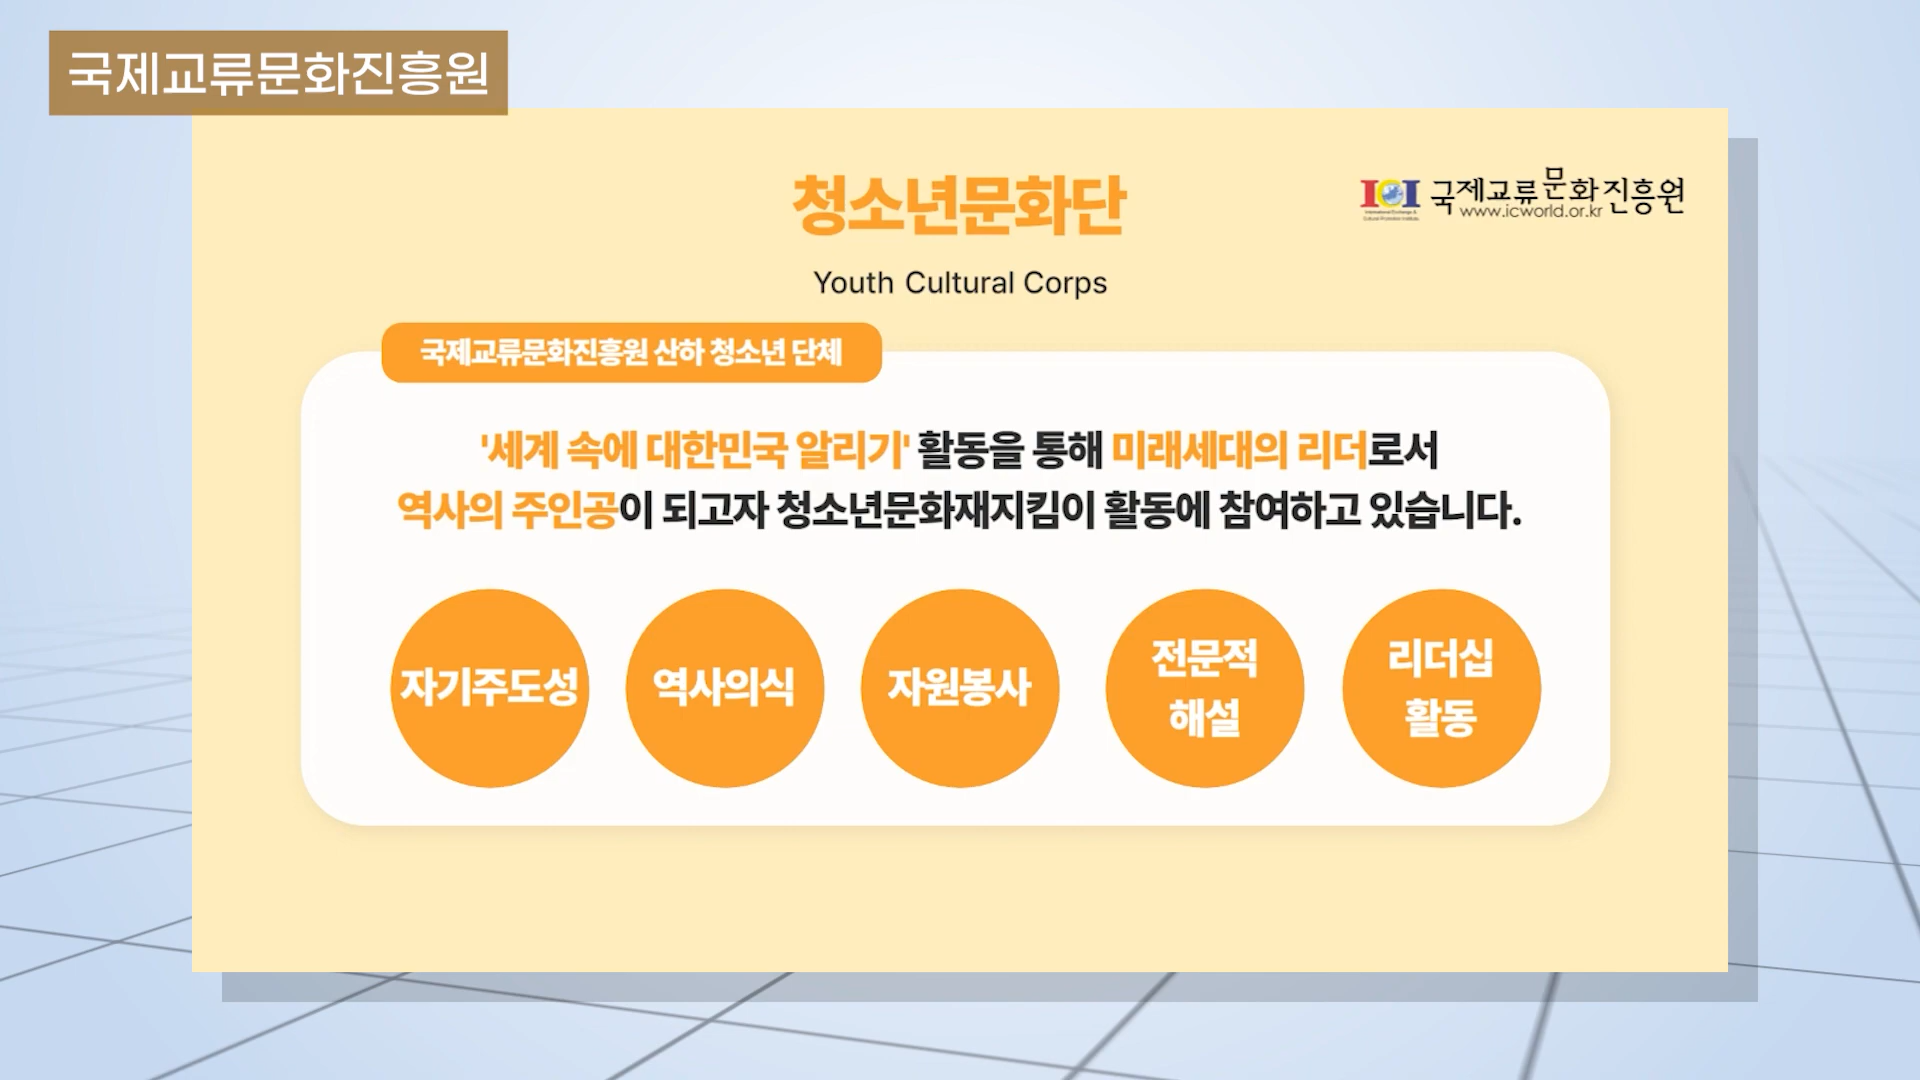 국제교류문화진흥원
청소년문화단
Youth Cultural Corps
ICI 국제교류문화진흥원
International Exchange &
Cultural Promotion Institute.
www.icworld.or.kr
국제교류문화진흥원 산하 청소년 단체
'세계 속에 대한민국 알리기' 활동을 통해 미래세대의 리더로서
역사의 주인공이 되고자 청소년문화재지킴이 활동에 참여하고 있습니다.
자기주도성
역사의식
자원봉사
전문적
해설
리더십
활동